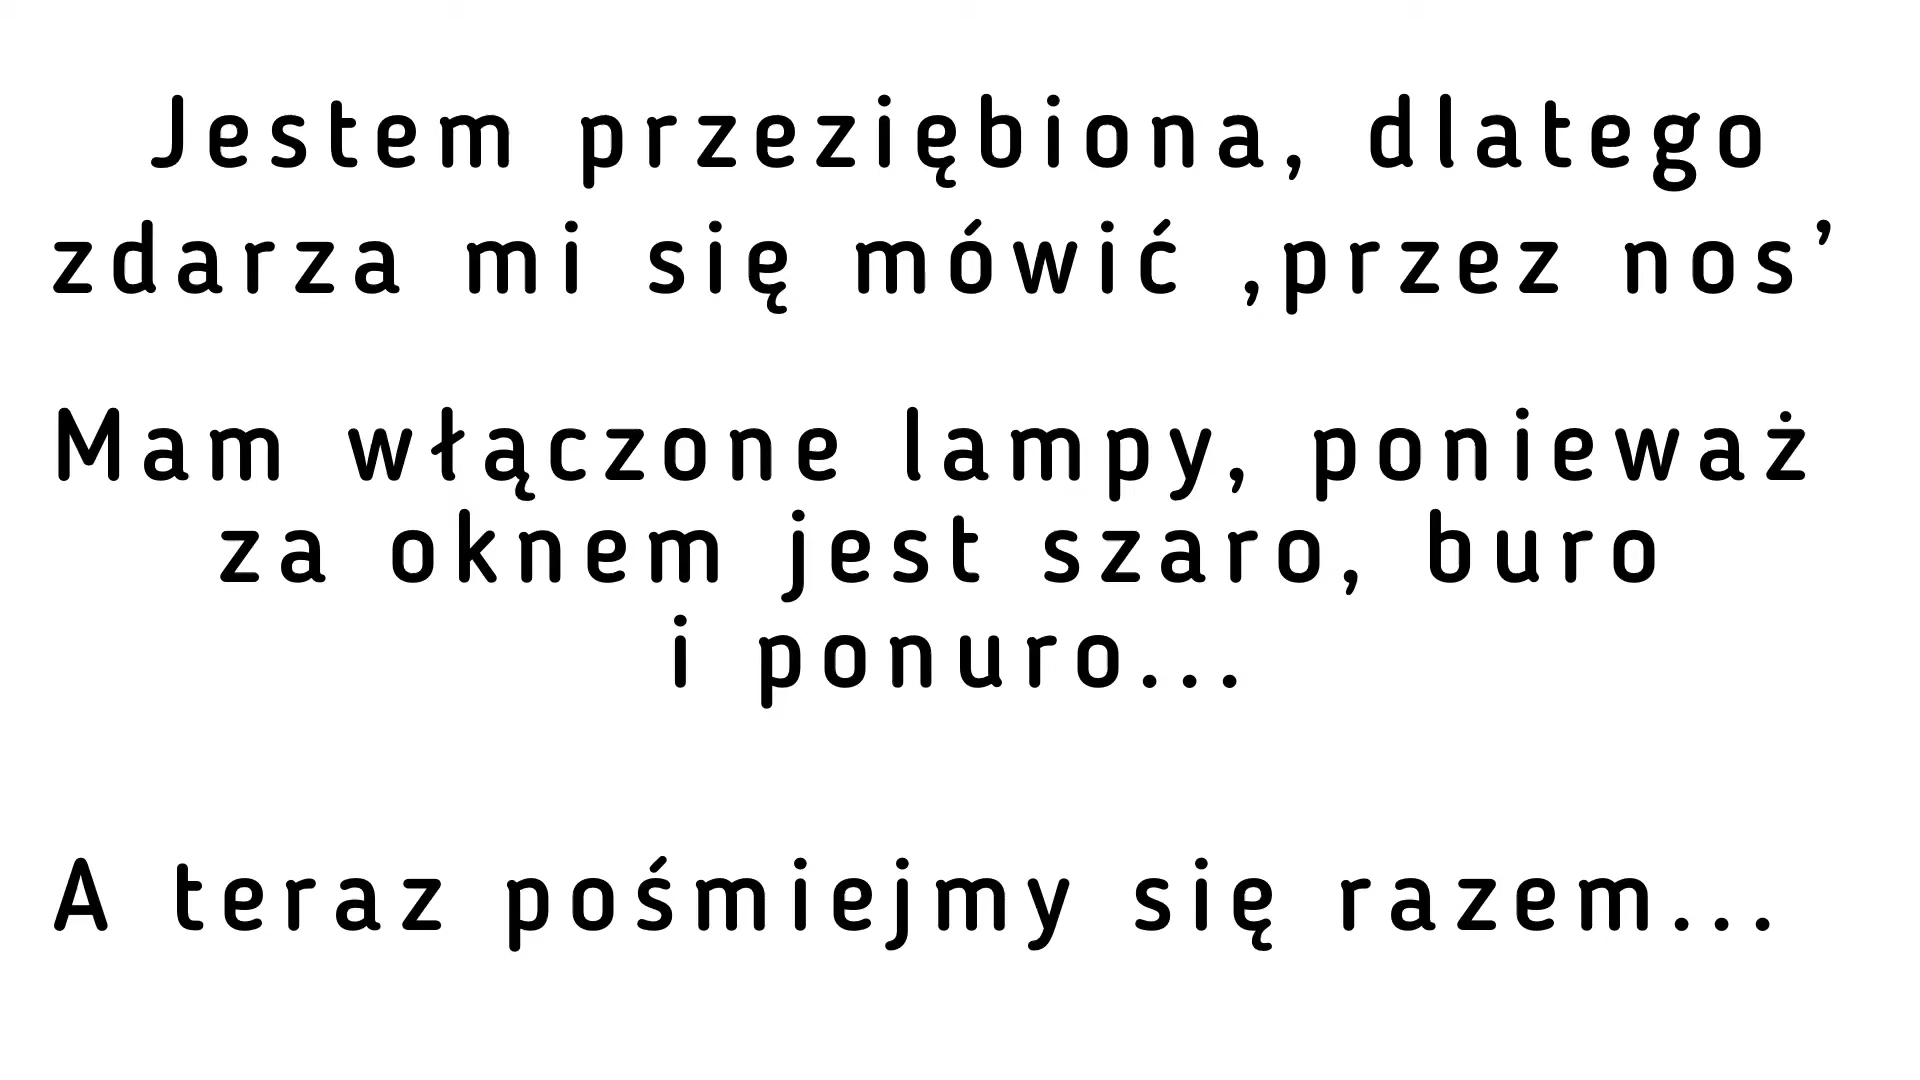 Jestem przeziębiona, dlatego
zdarza mi się mówić ,przez nos’
Mam włączone lampy, ponieważ
za oknem jest szaro, buro
i ponuro...
A teraz pośmiejmy się razem...